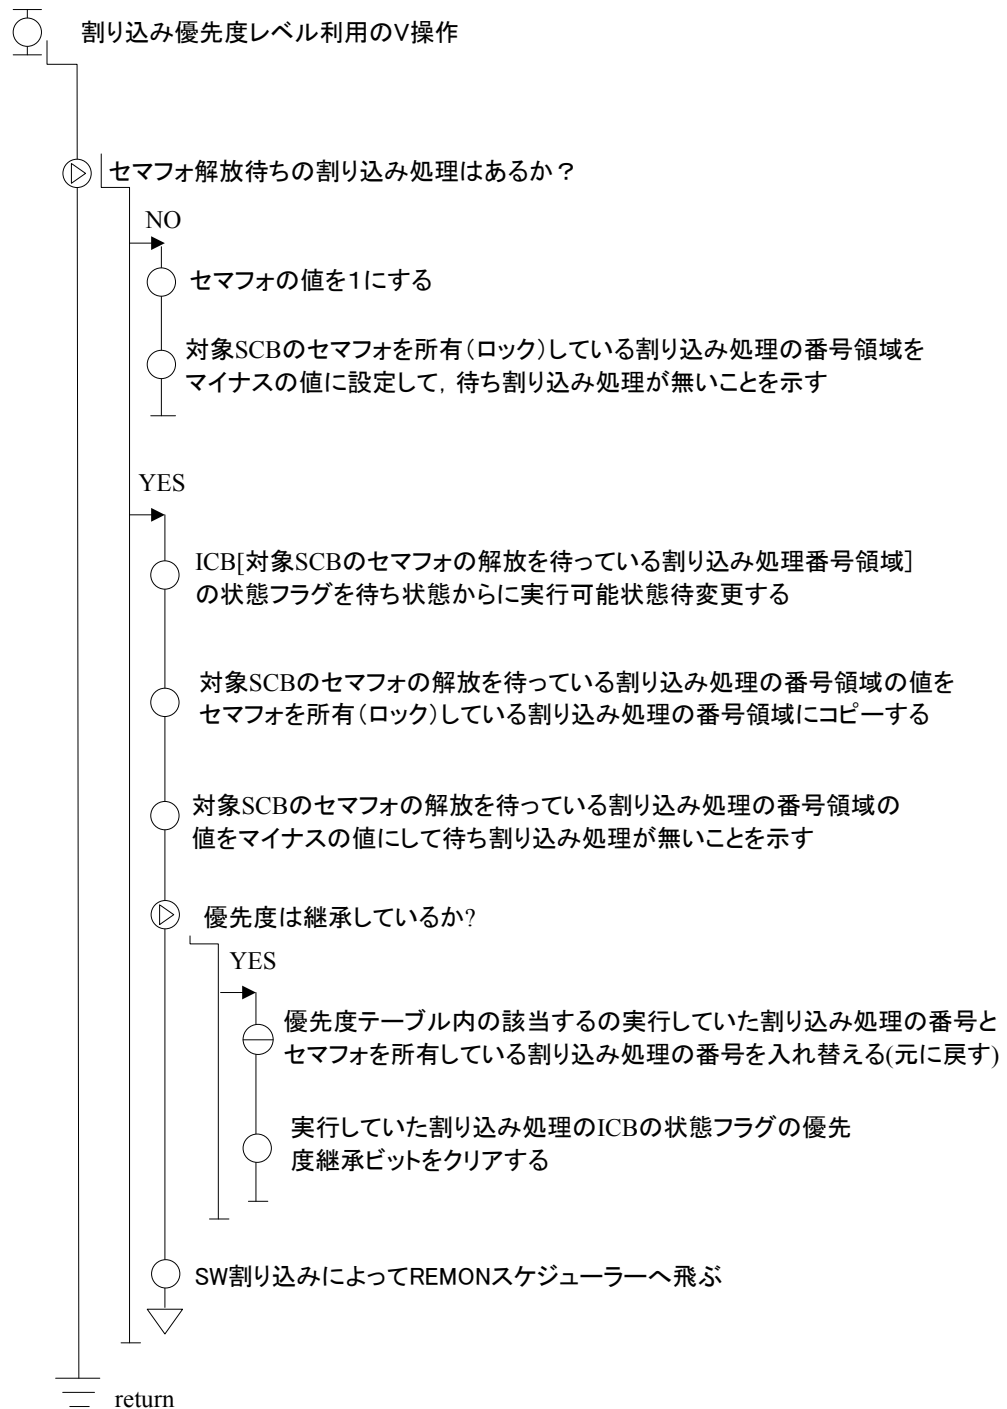 割り込み優先度レベル利用のV操作
セマフォ解放待ちの割り込み処理はあるか？
NO
セマフォの値を１にする
対象SCBのセマフォを所有（ロック）している割り込み処理の番号領域を
マイナスの値に設定して，待ち割り込み処理が無いことを示す
YES
ICB[対象SCBのセマフォの解放を待っている割り込み処理番号領域]
の状態フラグを待ち状態からに実行可能状態待変更する
対象SCBのセマフォの解放を待っている割り込み処理の番号領域の値を
セマフォを所有（ロック）している割り込み処理の番号領域にコピーする
対象SCBのセマフォの解放を待っている割り込み処理の番号領域の
値をマイナスの値にして待ち割り込み処理が無いことを示す
優先度は継承しているか?
YES
優先度テーブル内の該当するの実行していた割り込み処理の番号と
セマフォを所有している割り込み処理の番号を入れ替える(元に戻す)
実行していた割り込み処理のICBの状態フラグの優先
度継承ビットをクリアする
SW割り込みによってREMONスケジューラーへ飛ぶ
return